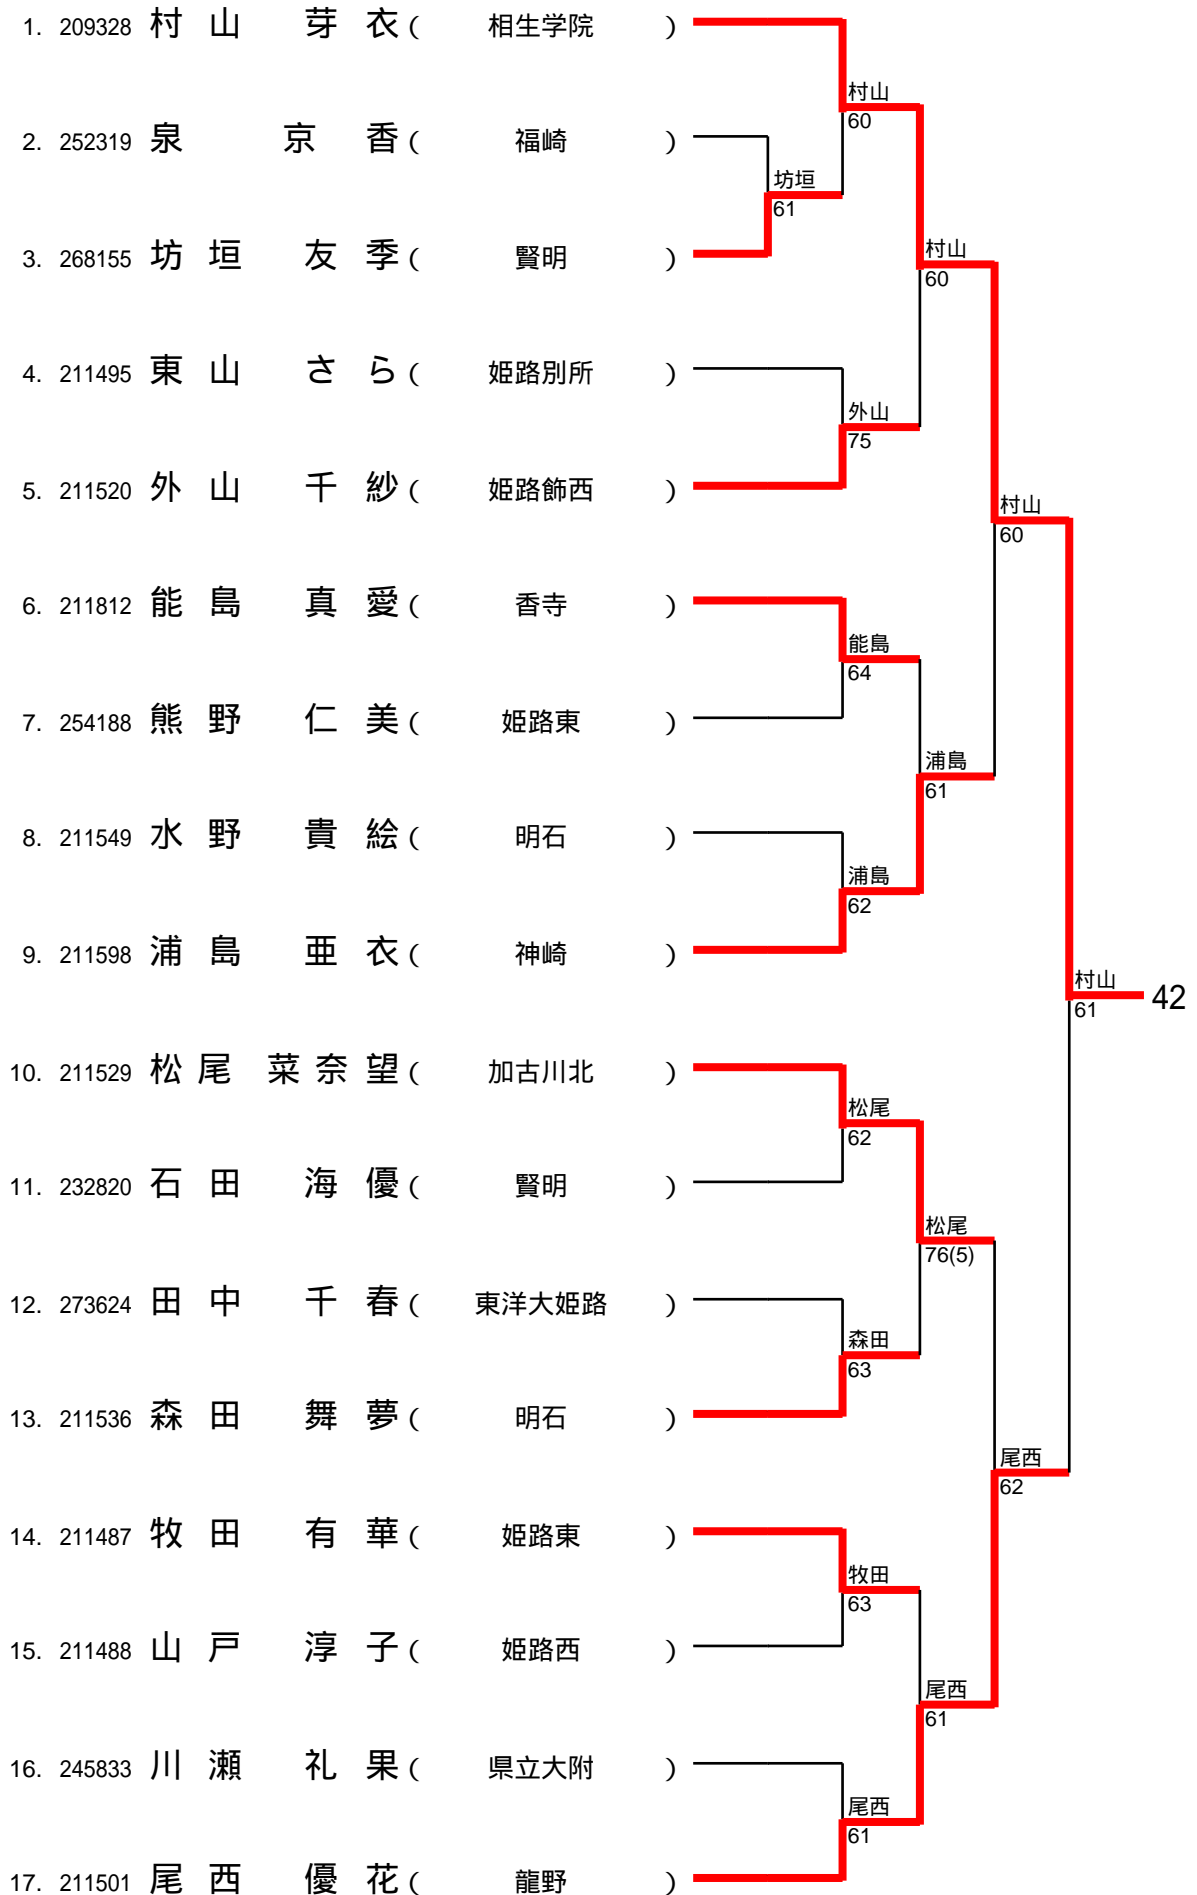 1. 209328 村山 芽衣 ( 相生学院 )
村山
60
2. 252319 泉 京香 ( 福崎 )
坊垣
61
3. 268155 坊垣 友季 ( 賢明 )
村山
60
4. 211495 東山 さら ( 姫路別所 )
外山
75
5. 211520 外山 千紗 ( 姫路飾西 )
村山
60
6. 211812 能島 真愛 ( 香寺 )
能島
64
7. 254188 熊野 仁美 ( 姫路東 )
浦島
61
8. 211549 水野 貴絵 ( 明石 )
浦島
62
9. 211598 浦島 亜衣 ( 神崎 )
村山
61
42
10. 211529 松尾 菜奈望 ( 加古川北 )
松尾
62
11. 232820 石田 海優 ( 賢明 )
松尾
76(5)
12. 273624 田中 千春 ( 東洋大姫路 )
森田
63
13. 211536 森田 舞夢 ( 明石 )
尾西
62
14. 211487 牧田 有華 ( 姫路東 )
牧田
63
15. 211488 山戸 淳子 ( 姫路西 )
尾西
61
16. 245833 川瀬 礼果 ( 県立大附 )
尾西
61
17. 211501 尾西 優花 ( 龍野 )